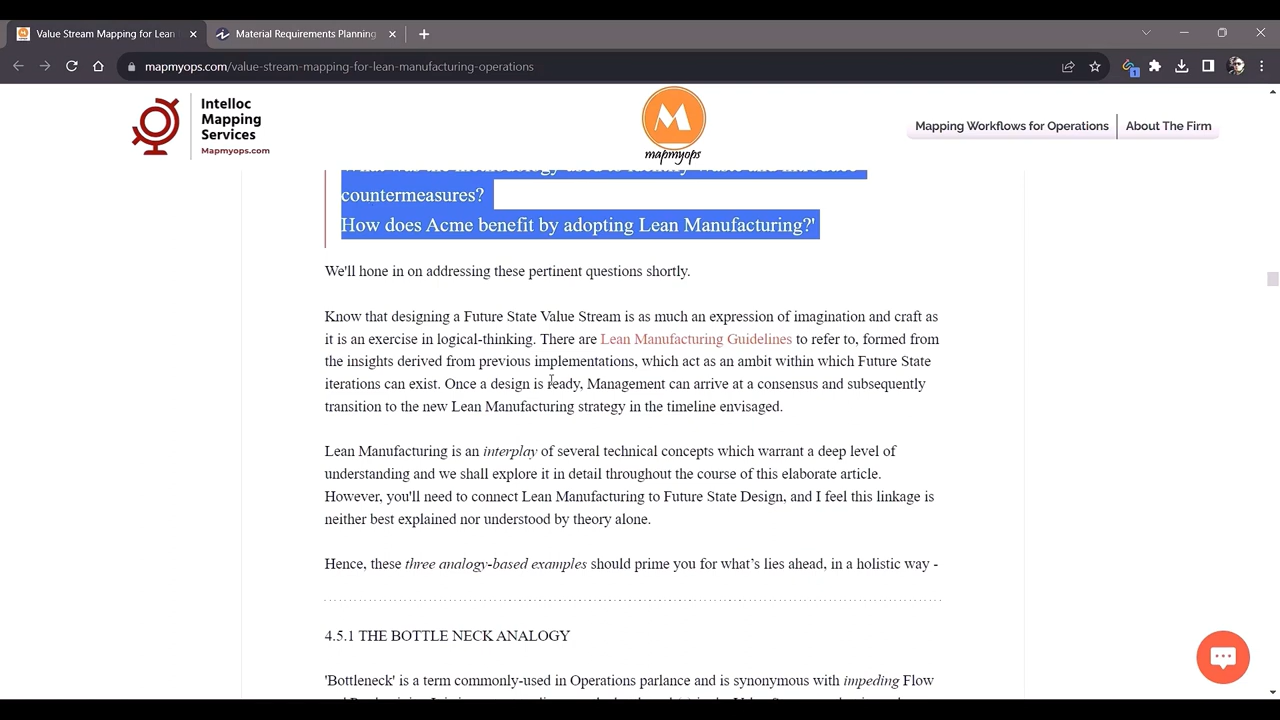 Value Stream Mapping for Lean
Material Requirements Planning
mapmyops.com/value-stream-mapping-for-lean-manufacturing-operations
1
Intelloc
Mapping
Services
Mapmyops.com
M
mapmyops
Mapping Workflows for Operations
About The Firm
countermeasures?
How does Acme benefit by adopting Lean Manufacturing?'
We'll hone in on addressing these pertinent questions shortly.
Know that designing a Future State Value Stream is as much an expression of imagination and craft as
it is an exercise in logical-thinking. There are Lean Manufacturing Guidelines to refer to, formed from
the insights derived from previous implementations, which act as an ambit within which Future State
iterations can exist. Once a design is ready, Management can arrive at a consensus and subsequently
transition to the new Lean Manufacturing strategy in the timeline envisaged.
Lean Manufacturing is an interplay of several technical concepts which warrant a deep level of
understanding and we shall explore it in detail throughout the course of this elaborate article.
However, you'll need to connect Lean Manufacturing to Future State Design, and I feel this linkage is
neither best explained nor understood by theory alone.
Hence, these three analogy-based examples should prime you for what's lies ahead, in a holistic way -
4.5.1 THE BOTTLE NECK ANALOGY
'Bottleneck' is a term commonly-used in Operations parlance and is synonymous with impeding Flow